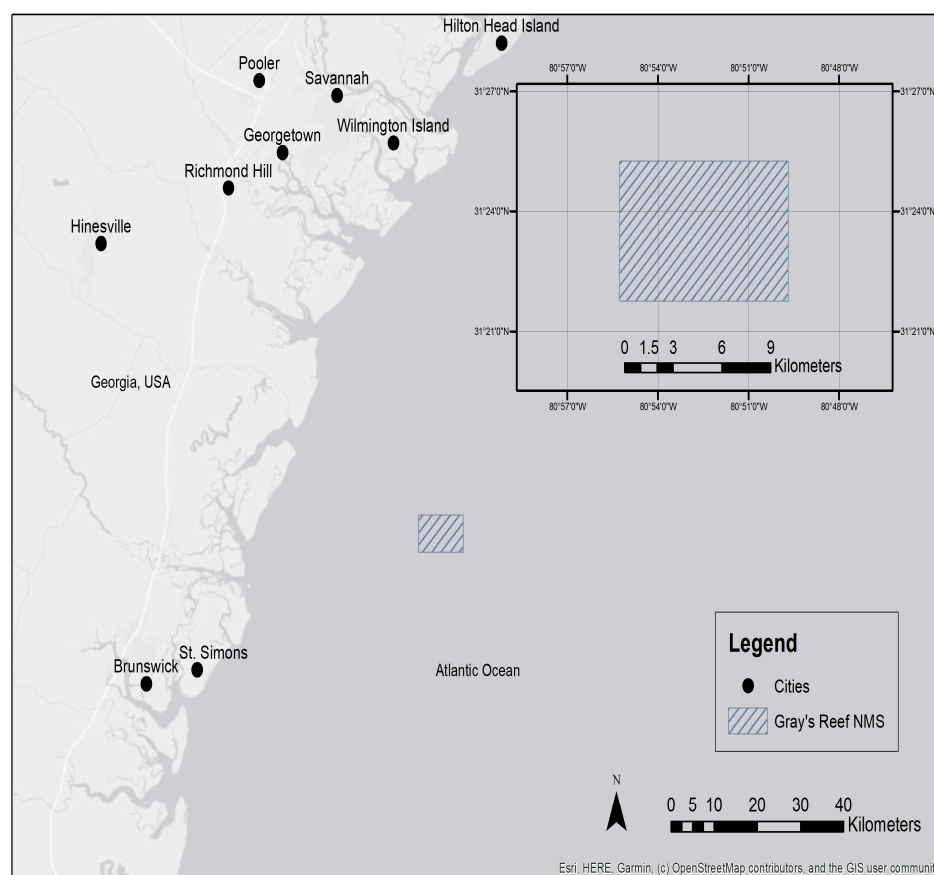 Hilton Head Island
Pooler
Savannah
Wilmington Island
Georgetown
Richmond Hill
Hinesville
Georgia, USA
St. Simons
Brunswick
Atlantic Ocean
80°57'0"W 80°54'0"W 80°51'0"W 80°48'0"W
31°27'0"N 31°27'0"N
31°24'0"N 31°24'0"N
31°21'0"N 31°21'0"N
0 1.5 3 6 9
Kilometers
80°57'0"W 80°54'0"W 80°51'0"W 80°48'0"W
Legend
Cities
Gray's Reef NMS
N
0 5 10 20 30 40
Kilometers
Esri, HERE, Garmin, (c) OpenStreetMap contributors, and the GIS user communit